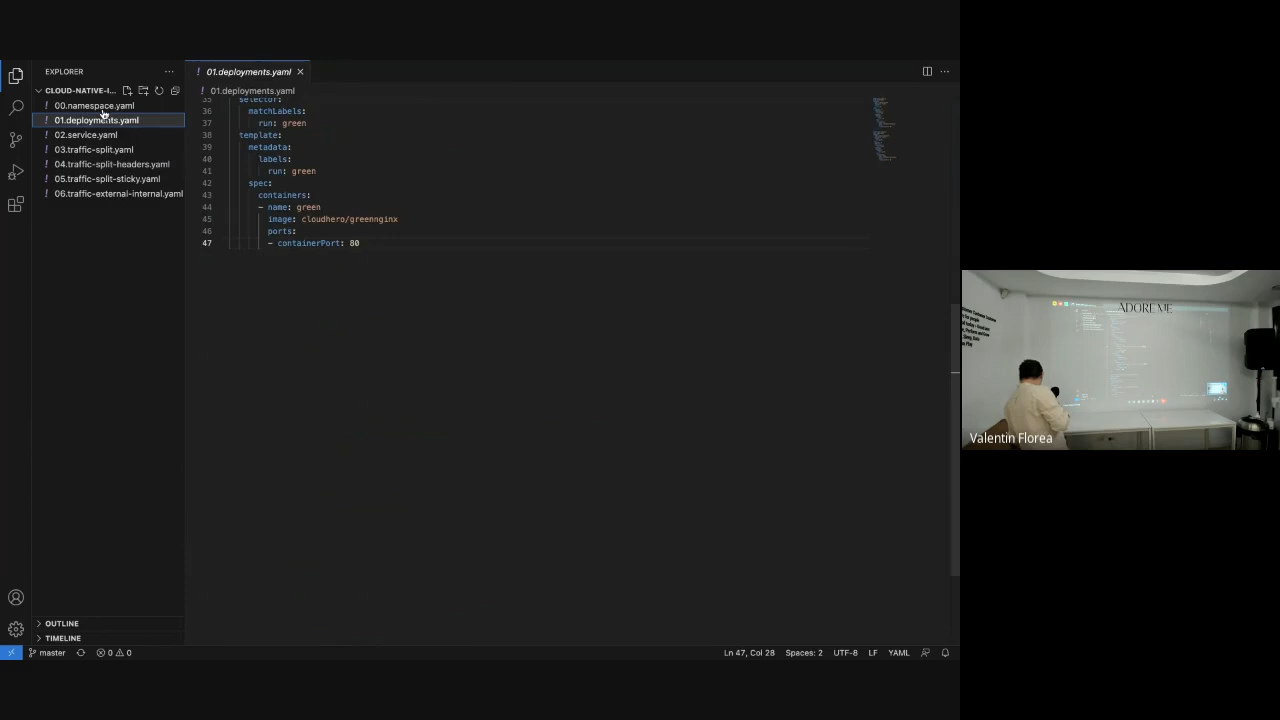 EXPLORER
CLOUD-NATIVE-I...
! 00.namespace.yaml
! 01.deployments.yaml
! 02.service.yaml
! 03.traffic-split.yaml
! 04.traffic-split-headers.yaml
! 05.traffic-split-sticky.yaml
! 06.traffic-external-internal.yaml
OUTLINE
TIMELINE
! 01.deployments.yaml
! 01.deployments.yaml
35 selector:
36 matchLabels:
37 run: green
38 template:
39 metadata:
40 labels:
41 run: green
42 spec:
43 containers:
44 - name: green
45 image: cloudhero/greennginx
46 ports:
47 - containerPort: 80
master
0 0
Ln 47, Col 28
Spaces: 2
UTF-8
LF
YAML
ADORE ME
Valentin Florea